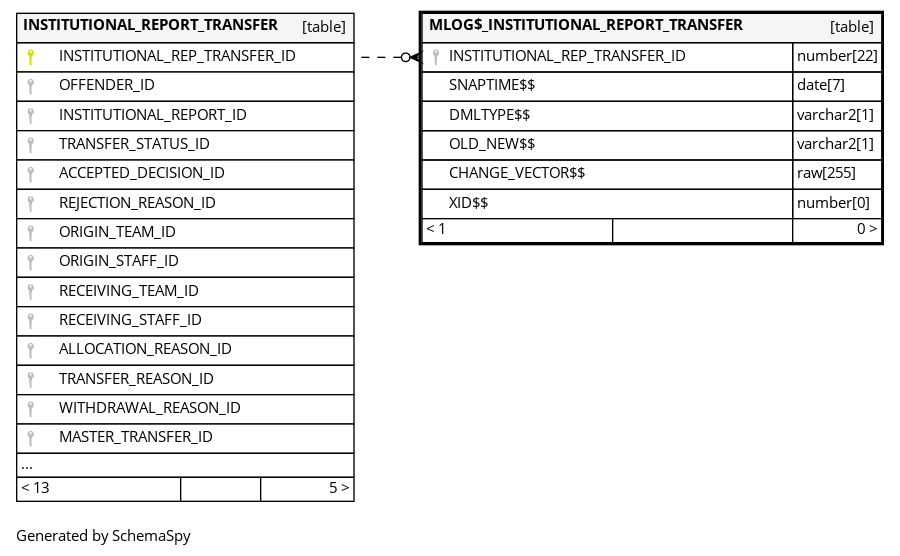 INSTITUTIONAL_REPORT_TRANSFER [table]
INSTITUTIONAL_REP_TRANSFER_ID
OFFENDER_ID
INSTITUTIONAL_REPORT_ID
TRANSFER_STATUS_ID
ACCEPTED_DECISION_ID
REJECTION_REASON_ID
ORIGIN_TEAM_ID
ORIGIN_STAFF_ID
RECEIVING_TEAM_ID
RECEIVING_STAFF_ID
ALLOCATION_REASON_ID
TRANSFER_REASON_ID
WITHDRAWAL_REASON_ID
MASTER_TRANSFER_ID
...
< 13 5 >
MLOG$_INSTITUTIONAL_REPORT_TRANSFER [table]
INSTITUTIONAL_REP_TRANSFER_ID number[22]
SNAPTIME$$ date[7]
DMLTYPE$$ varchar2[1]
OLD_NEW$$ varchar2[1]
CHANGE_VECTOR$$ raw[255]
XID$$ number[0]
< 1 0 >
Generated by SchemaSpy